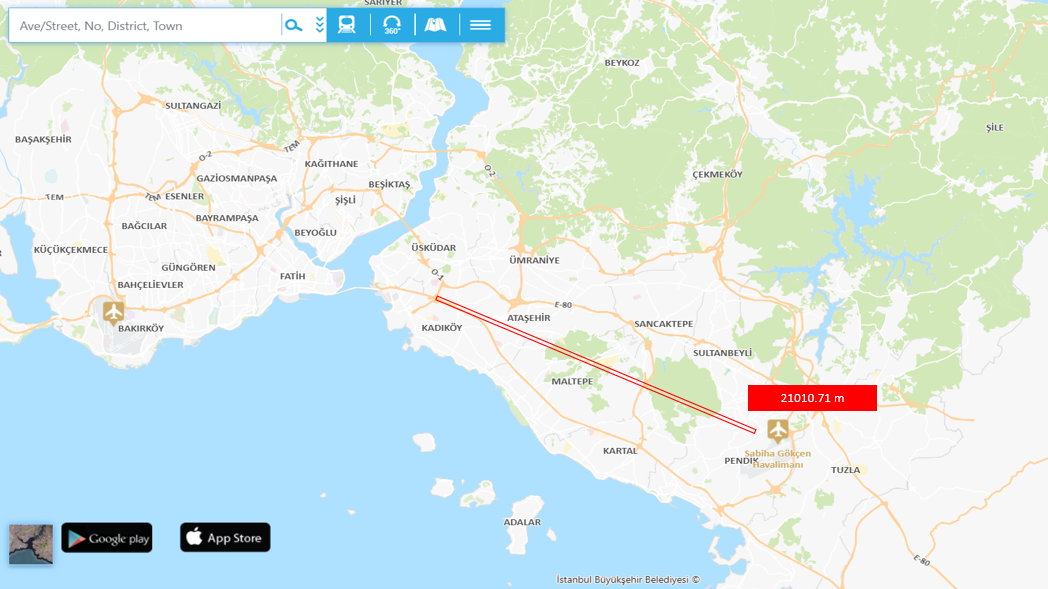 SARIYER
Ave/Street, No, District, Town
360°
BEYKOZ
SULTANGAZİ
ŞİLE
BAŞAKŞEHİR
TEM
O-2
KAĞITHANE
O-2
GAZİOSMANPAŞA
ÇEKMEKÖY
BEŞİKTAŞ
TEM
TEM
ESENLER
ŞİŞLİ
BAYRAMPAŞA
BAĞCILAR
BEYOĞLU
KÜÇÜKÇEKMECE
ÜSKÜDAR
R
ÜMRANİYE
GÜNGÖREN
FATİH
O-1
BAHÇELİEVLER
E-80
ATAŞEHİR
SANCAKTEPE
BAKIRKÖY
KADIKÖY
SULTANBEYLİ
MALTEPE
21010.71 m
KARTAL
Sabiha Gökçen
Havalimanı
PENDİK
TUZLA
ADALAR
Google play
App Store
E-80
İstanbul Büyükşehir Belediyesi ©